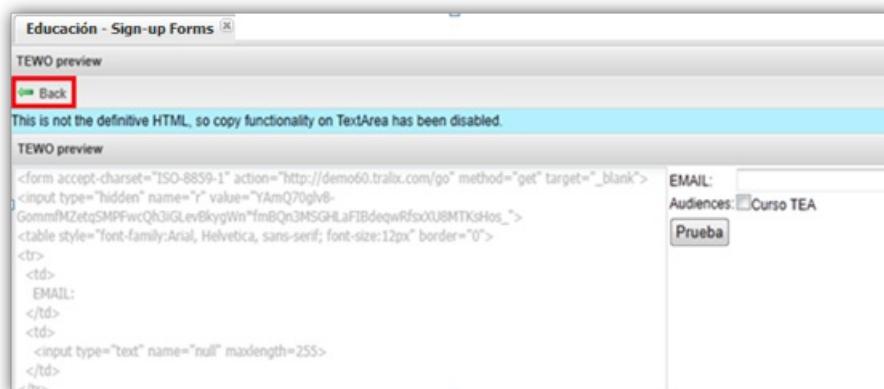 Educación - Sign-up Forms
TEWO preview
Back
This is not the definitive HTML, so copy functionality on TextArea has been disabled.
TEWO preview
<form accept-charset="ISO-8859-1" action="http://demo60.tralix.com/go" method="get" target="_blank">
<input type="hidden" name="r" value="YAmQ70glvB-
GommfMZetqSMPFwcQh3iGLevBkygWn*fmBQn3MSGHLaFIBdeqwRfsxXU8MTKsHos_">
<table style="font-family:Arial, Helvetica, sans-serif; font-size:12px" border="0">
<tr>
<td>
EMAIL:
</td>
<td>
<input type="text" name="null" maxlength=255>
</td>
</tr>
EMAIL:
Audiences: Curso TEA
Prueba